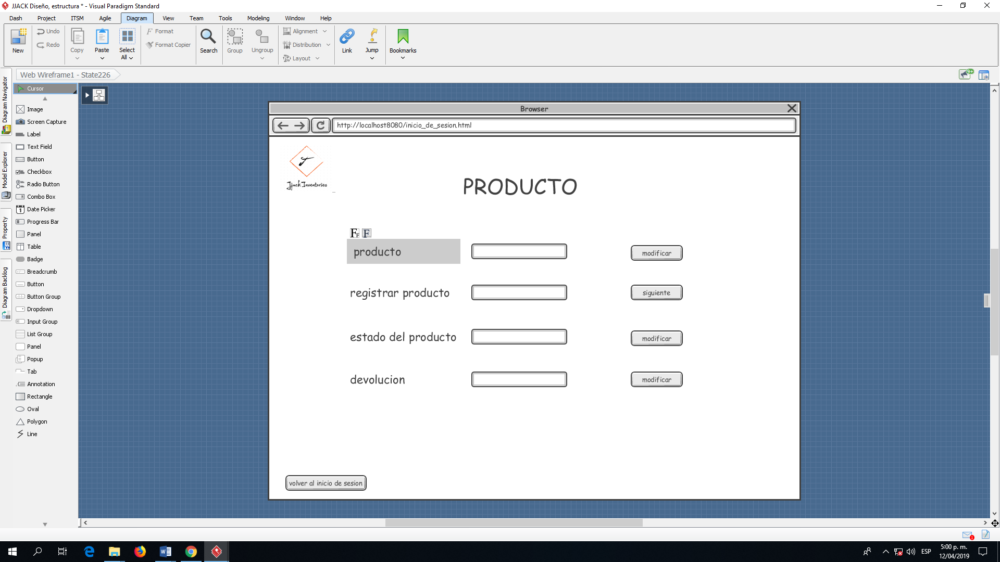 JJACK Diseño, estructura * - Visual Paradigm Standard
Dash Project ITSM Agile Diagram View Team Tools Modeling Window Help
New
Undo
Redo
Copy
Paste
Select All
Format
Format Copier
Search
Group
Ungroup
Alignment
Distribution
Layout
Link
Jump
Bookmarks
Web Wireframe1 - State226
9+
Diagram Navigator
Model Explorer
Property
Diagram Backlog
Cursor
Image
Screen Capture
Label
Text Field
Button
Checkbox
Radio Button
Combo Box
Date Picker
Progress Bar
Panel
Table
Badge
Breadcrumb
Button
Button Group
Dropdown
Input Group
List Group
Panel
Popup
Tab
Annotation
Rectangle
Oval
Polygon
Line
Browser
http://localhost8080/inicio_de_sesion.html
Jjack Inventories
PRODUCTO
producto modificar
registrar producto siguiente
estado del producto modificar
devolucion modificar
volver al inicio de sesion
ESP
5:00 p. m.
12/04/2019